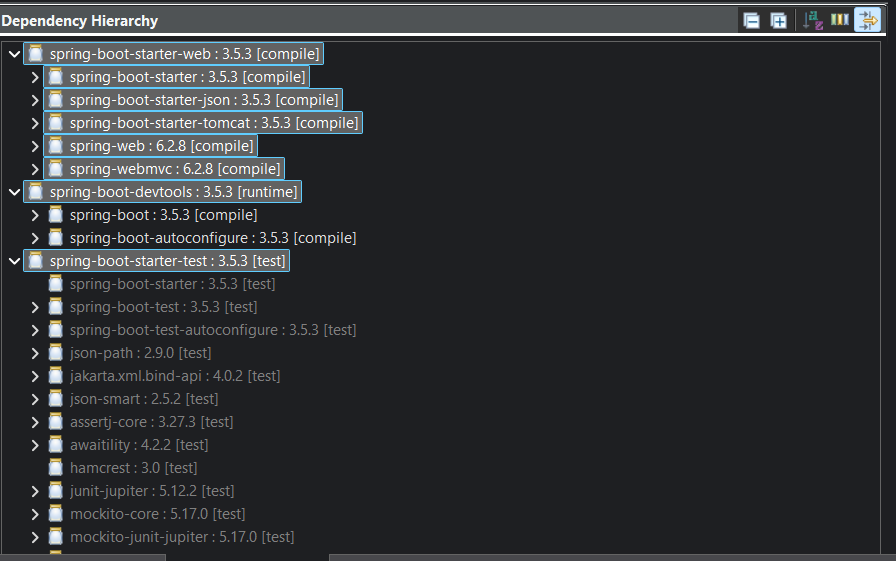 Dependency Hierarchy
spring-boot-starter-web : 3.5.3 [compile]
spring-boot-starter : 3.5.3 [compile]
spring-boot-starter-json : 3.5.3 [compile]
spring-boot-starter-tomcat : 3.5.3 [compile]
spring-web : 6.2.8 [compile]
spring-webmvc : 6.2.8 [compile]
spring-boot-devtools : 3.5.3 [runtime]
spring-boot : 3.5.3 [compile]
spring-boot-autoconfigure : 3.5.3 [compile]
spring-boot-starter-test : 3.5.3 [test]
spring-boot-starter : 3.5.3 [test]
spring-boot-test : 3.5.3 [test]
spring-boot-test-autoconfigure : 3.5.3 [test]
json-path : 2.9.0 [test]
jakarta.xml.bind-api : 4.0.2 [test]
json-smart : 2.5.2 [test]
assertj-core : 3.27.3 [test]
awaitility : 4.2.2 [test]
hamcrest : 3.0 [test]
junit-jupiter : 5.12.2 [test]
mockito-core : 5.17.0 [test]
mockito-junit-jupiter : 5.17.0 [test]